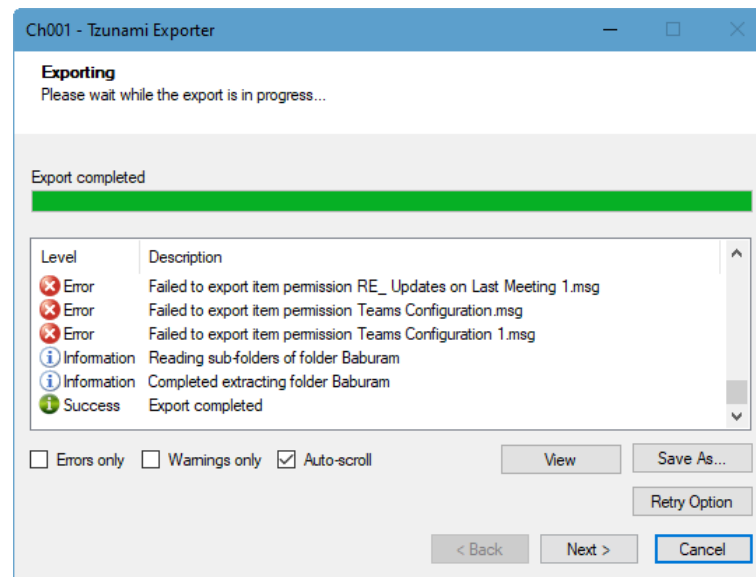 Ch001 - Tzunami Exporter
Exporting
Please wait while the export is in progress...
Export completed
Level Description
Error Failed to export item permission RE_ Updates on Last Meeting 1.msg
Error Failed to export item permission Teams Configuration.msg
Error Failed to export item permission Teams Configuration 1.msg
Information Reading sub-folders of folder Baburam
Information Completed extracting folder Baburam
Success Export completed
Errors only Warnings only Auto-scroll View Save As...
Retry Option
< Back Next > Cancel